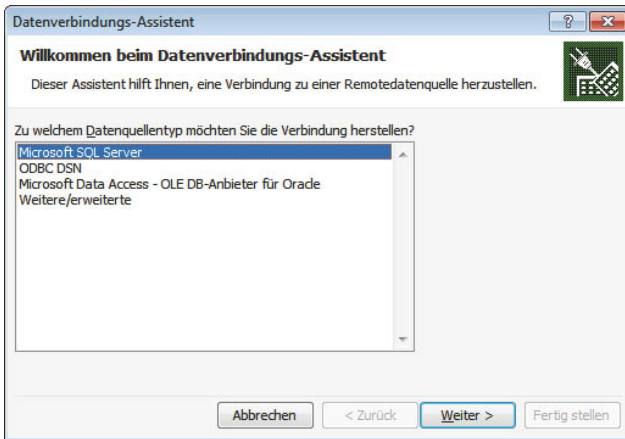 Datenverbindungs-Assistent
Willkommen beim Datenverbindungs-Assistent
Dieser Assistent hilft Ihnen, eine Verbindung zu einer Remotedatenquelle herzustellen.
Zu welchem Datenquellentyp möchten Sie die Verbindung herstellen?
Microsoft SQL Server
ODBC DSN
Microsoft Data Access - OLE DB-Anbieter für Oracle
Weitere/erweiterte
Abbrechen < Zurück Weiter > Fertig stellen